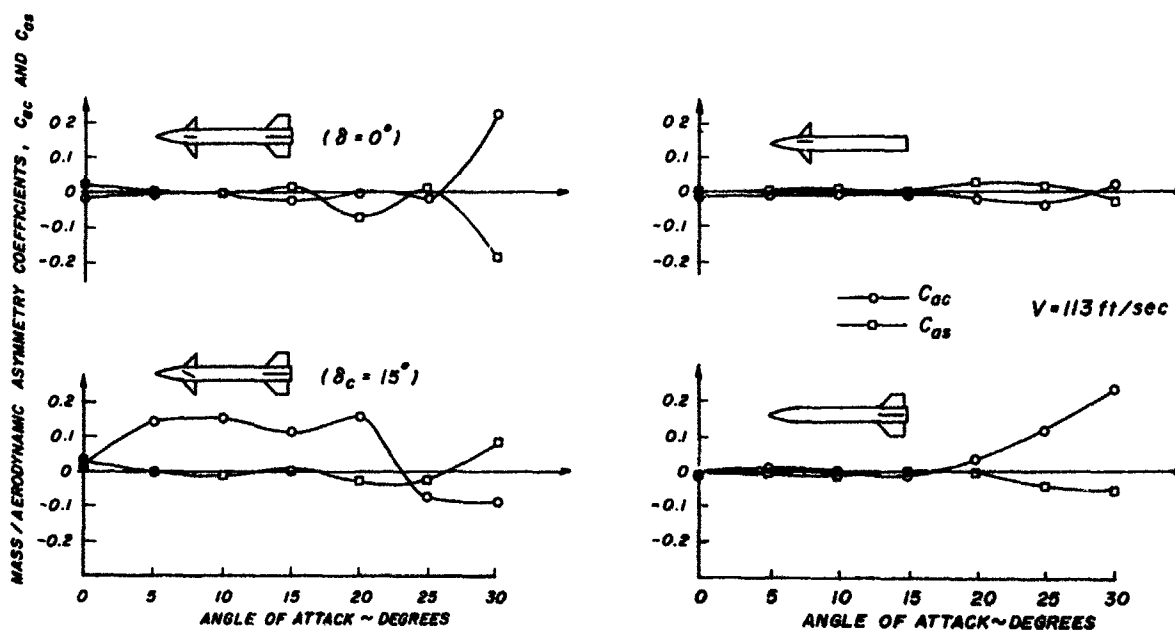 MASS/AERODYNAMIC ASYMMETRY COEFFICIENTS, Cac AND Cas
0.2
0.1
0
-0.1
-0.2
(δ=0°)
0.2
0.1
0
-0.1
-0.2
Cac
Cas
V=113 ft/sec
0.2
0.1
0
-0.1
-0.2
(δc = 15°)
0 5 10 15 20 25 30
ANGLE OF ATTACK ~ DEGREES
0.2
0.1
0
-0.1
-0.2
0 5 10 15 20 25 30
ANGLE OF ATTACK~DEGREES